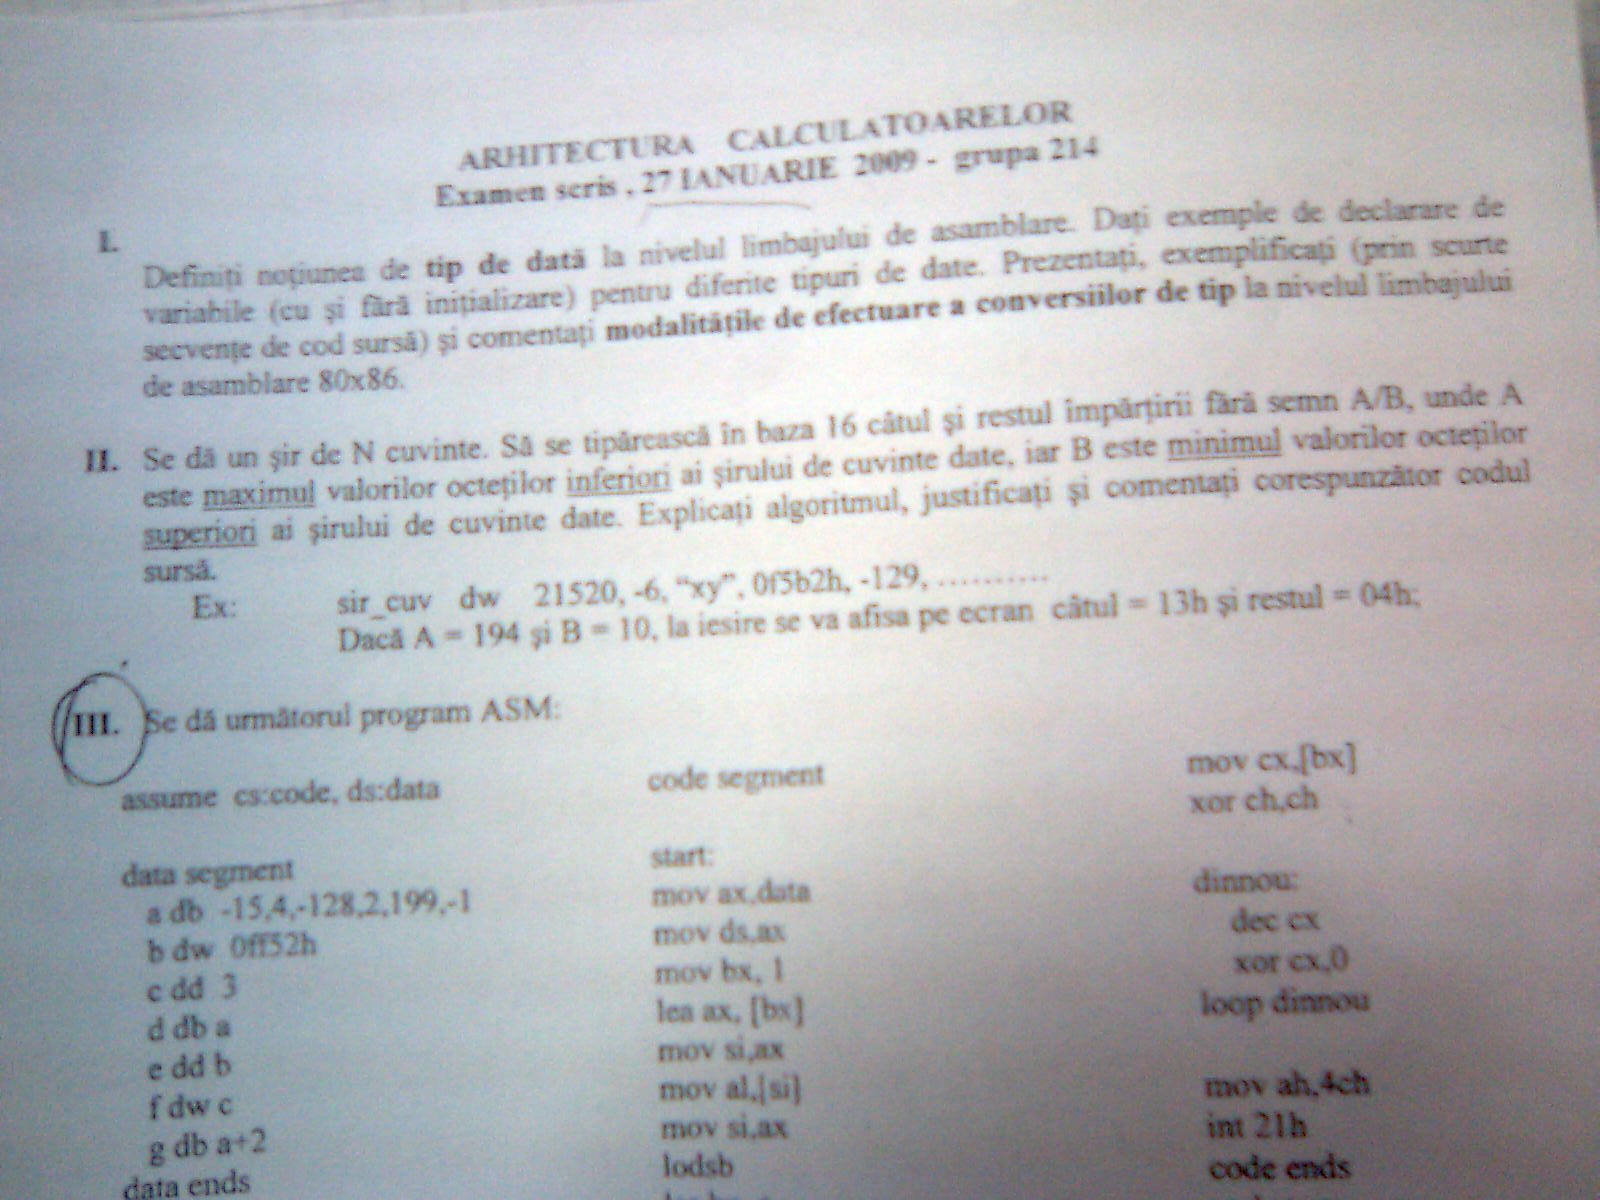 ARHITECTURA CALCULATOARELOR
Examen scris , 27 IANUARIE 2009 - grupa 214
I.
Definiți noțiunea de tip de dată la nivelul limbajului de asamblare. Dați exemple de declarare de
variabile (cu și fără inițializare) pentru diferite tipuri de date. Prezentați, exemplificați (prin scurte
secvențe de cod sursă) și comentați modalitățile de efectuare a conversiilor de tip la nivelul limbajului
de asamblare 80x86.
II. Se dă un șir de N cuvinte. Să se tipărească în baza 16 câtul și restul împărțirii fără semn A/B, unde A
este maximul valorilor octeților inferiori ai șirului de cuvinte date, iar B este minimul valorilor octeților
superiori ai șirului de cuvinte date. Explicați algoritmul, justificați și comentați corespunzător codul
sursă.
Ex: sir_cuv dw 21520, -6, “xy”, 0f5b2h, -129, ..........
Dacă A = 194 și B = 10, la iesire se va afisa pe ecran câtul = 13h și restul = 04h;
III. Se dă următorul program ASM:
assume cs:code, ds:data
data segment
a db -15,4,-128,2,199,-1
b dw 0ff52h
c dd 3
d db a
e dd b
f dw c
g db a+2
data ends
code segment
start:
mov ax,data
mov ds,ax
mov bx, 1
lea ax, [bx]
mov si,ax
mov al,[si]
mov si,ax
lodsb
mov cx,[bx]
xor ch,ch
dinnou:
dec cx
xor cx,0
loop dinnou
mov ah,4ch
int 21h
code ends